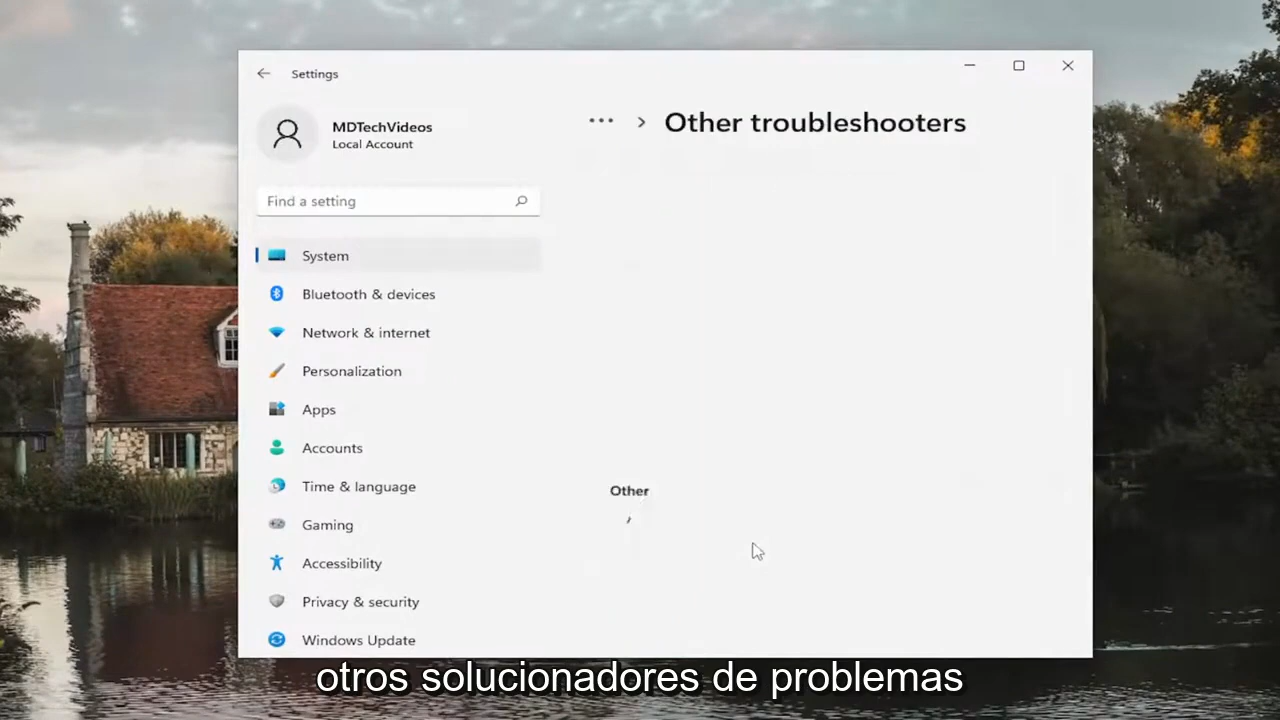 Settings
MDTechVideos
Local Account
Find a setting
System
Bluetooth & devices
Network & internet
Personalization
Apps
Accounts
Time & language
Gaming
Accessibility
Privacy & security
Windows Update
... > Other troubleshooters
Other
otros solucionadores de problemas